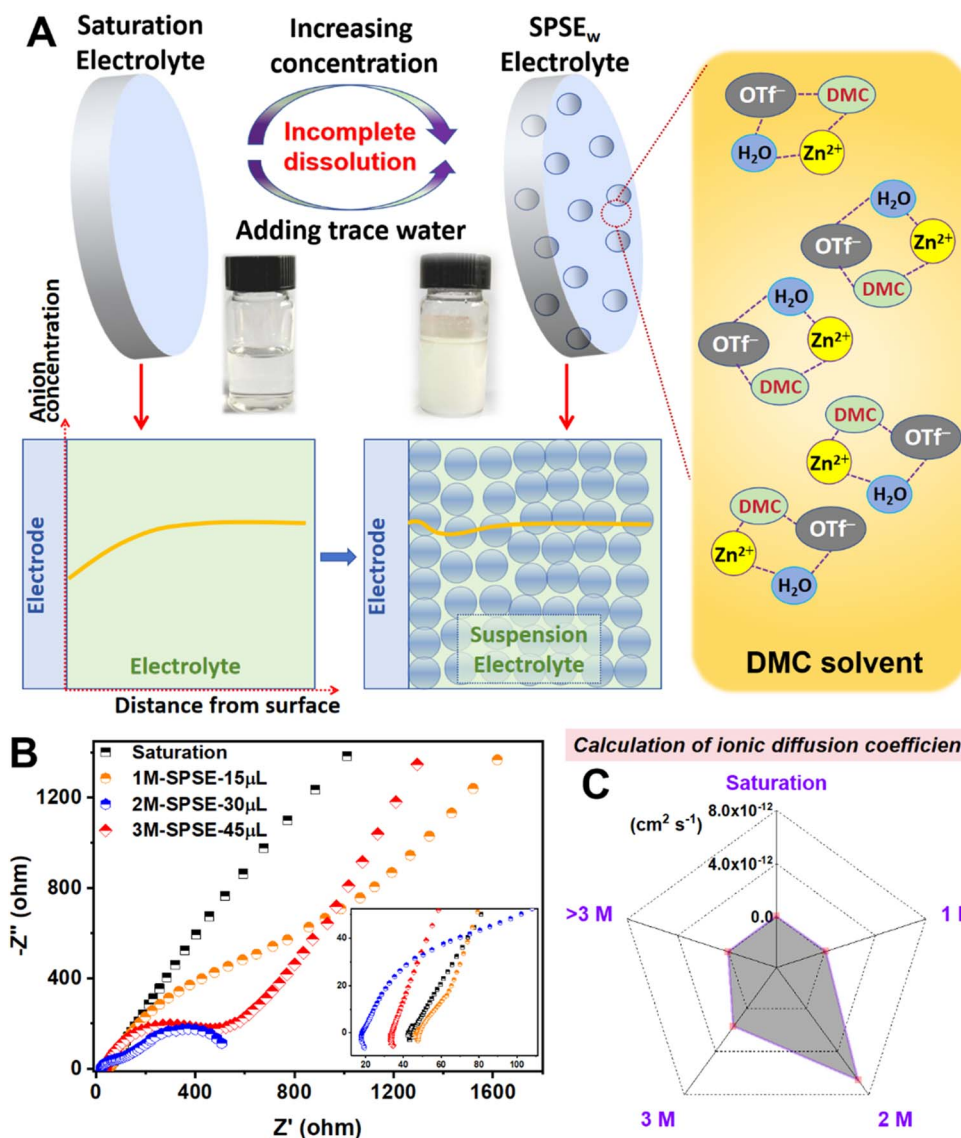 A
Saturation
Electrolyte
Increasing
concentration
SPSEw
Electrolyte
Incomplete
dissolution
Adding trace water
OTf⁻
DMC
H₂O
Zn²⁺
H₂O
OTf⁻
Zn²⁺
DMC
H₂O
OTf⁻
Zn²⁺
DMC
DMC
OTf⁻
Zn²⁺
H₂O
DMC
OTf⁻
Zn²⁺
H₂O
DMC solvent
Anion
concentration
Electrode
Electrolyte
Distance from surface
Electrode
Suspension
Electrolyte
B
Saturation
1M-SPSE-15μL
2M-SPSE-30μL
3M-SPSE-45μL
-Z" (ohm)
1200
800
400
0
0
400
800
1200
1600
Z' (ohm)
40
20
0
20
40
60
80
100
Calculation of ionic diffusion coefficien
C
Saturation
(cm² s⁻¹)
8.0x10⁻¹²
4.0x10⁻¹²
0.0
>3 M
1 M
3 M
2 M